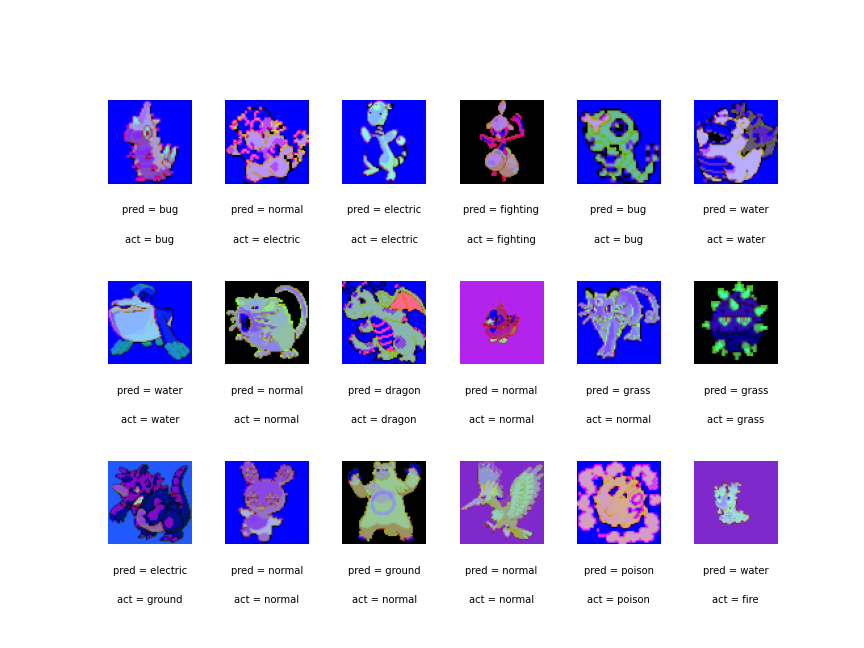 pred = bug pred = normal pred = electric pred = fighting pred = bug pred = water
act = bug act = electric act = electric act = fighting act = bug act = water
pred = water pred = normal pred = dragon pred = normal pred = grass pred = grass
act = water act = normal act = dragon act = normal act = normal act = grass
pred = electric pred = normal pred = ground pred = normal pred = poison pred = water
act = ground act = normal act = normal act = normal act = poison act = fire